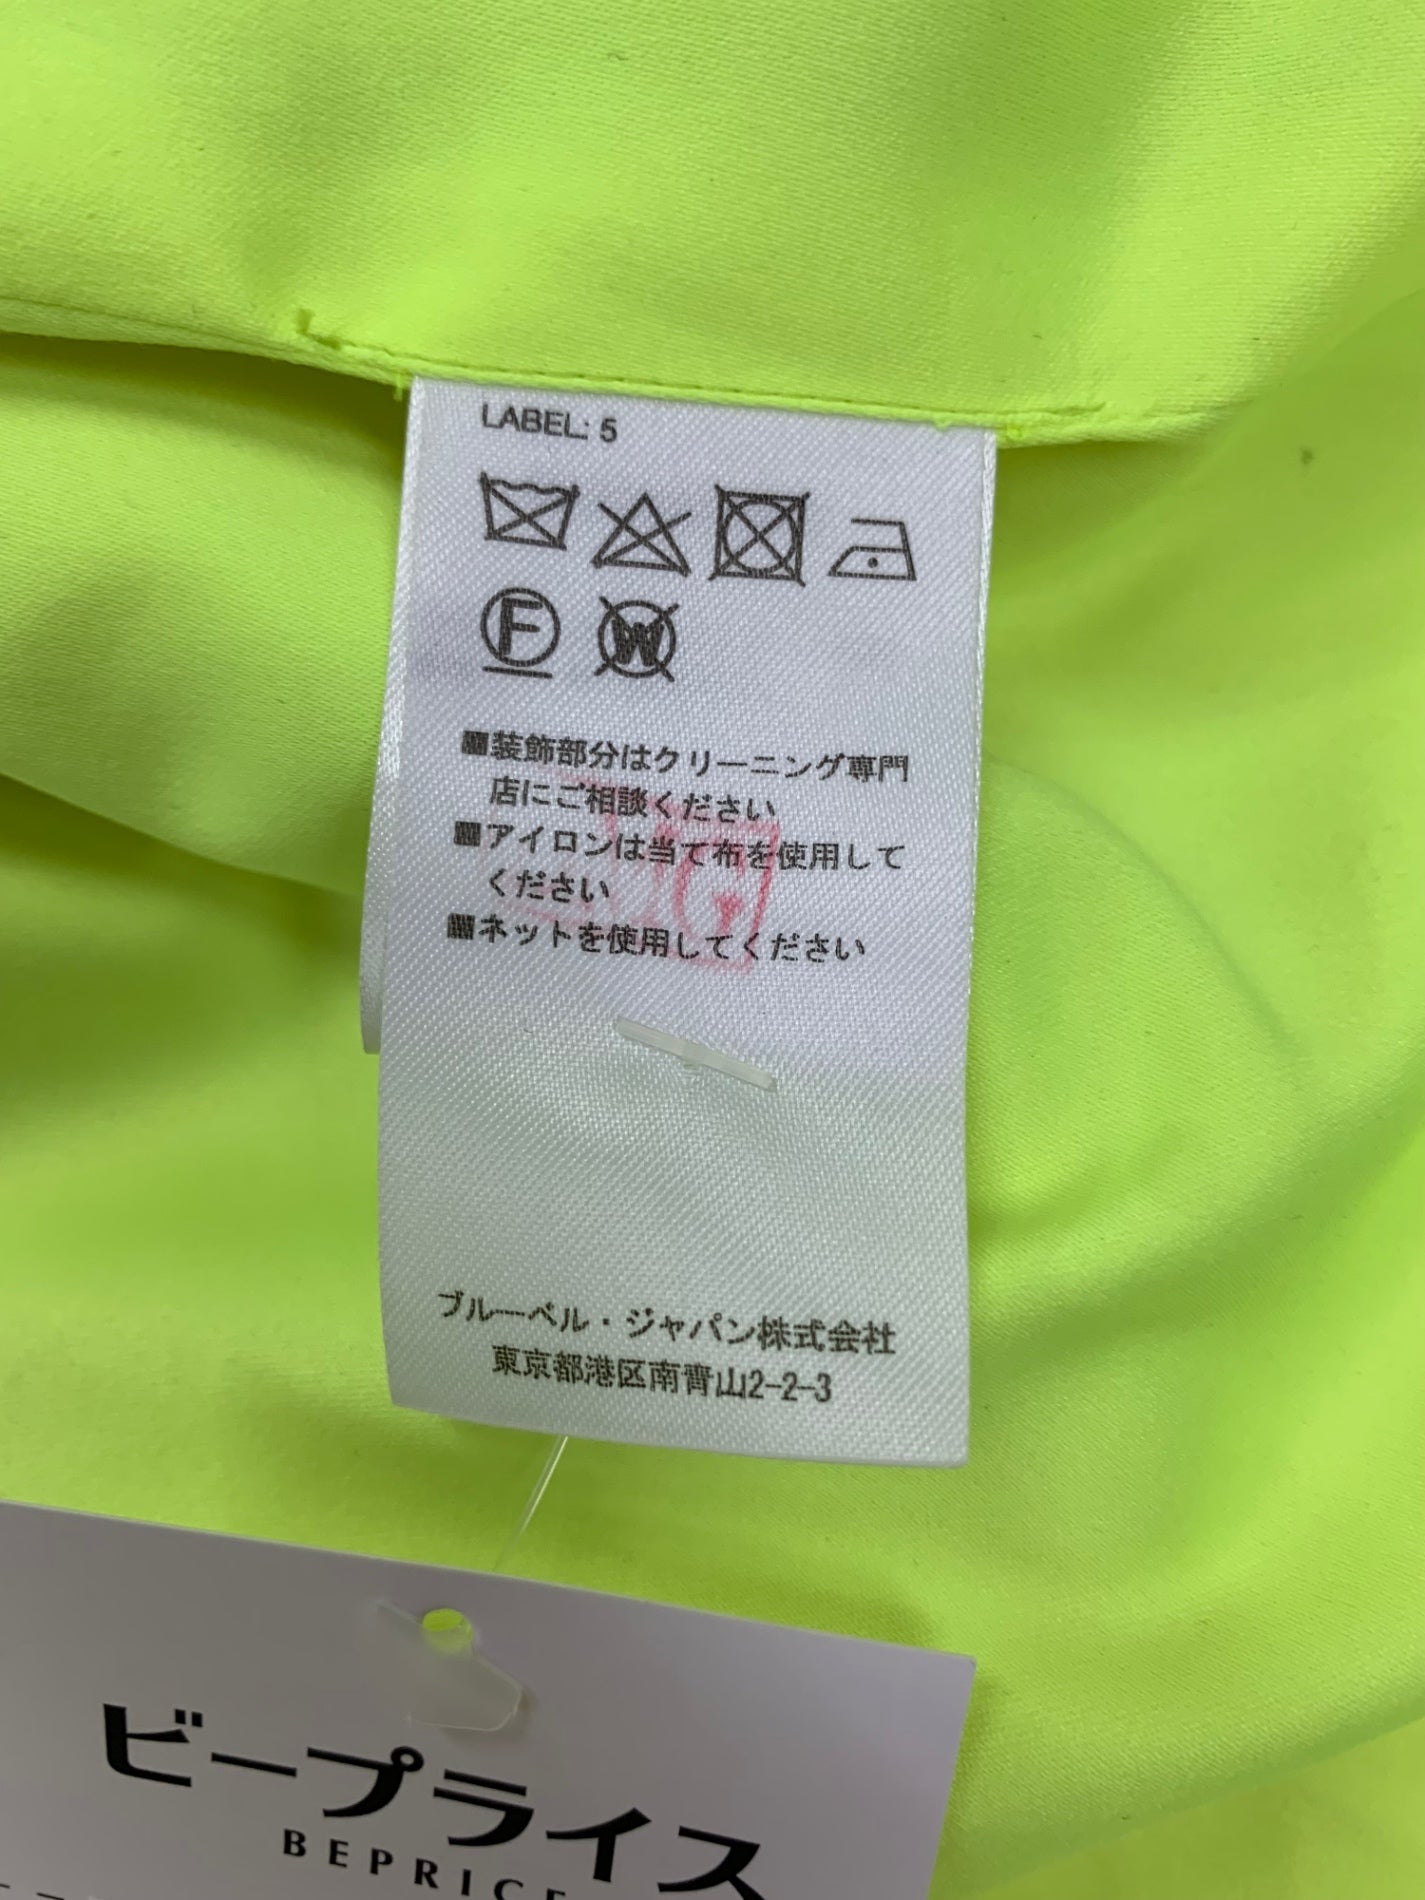 LABEL: 5
F
W
■装飾部分はクリーニング専門
店にご相談ください
■アイロンは当て布を使用して
ください
■ネットを使用してください
ブルーベル・ジャパン株式会社
東京都港区南青山2-2-3
ビープライス
BEPRICE